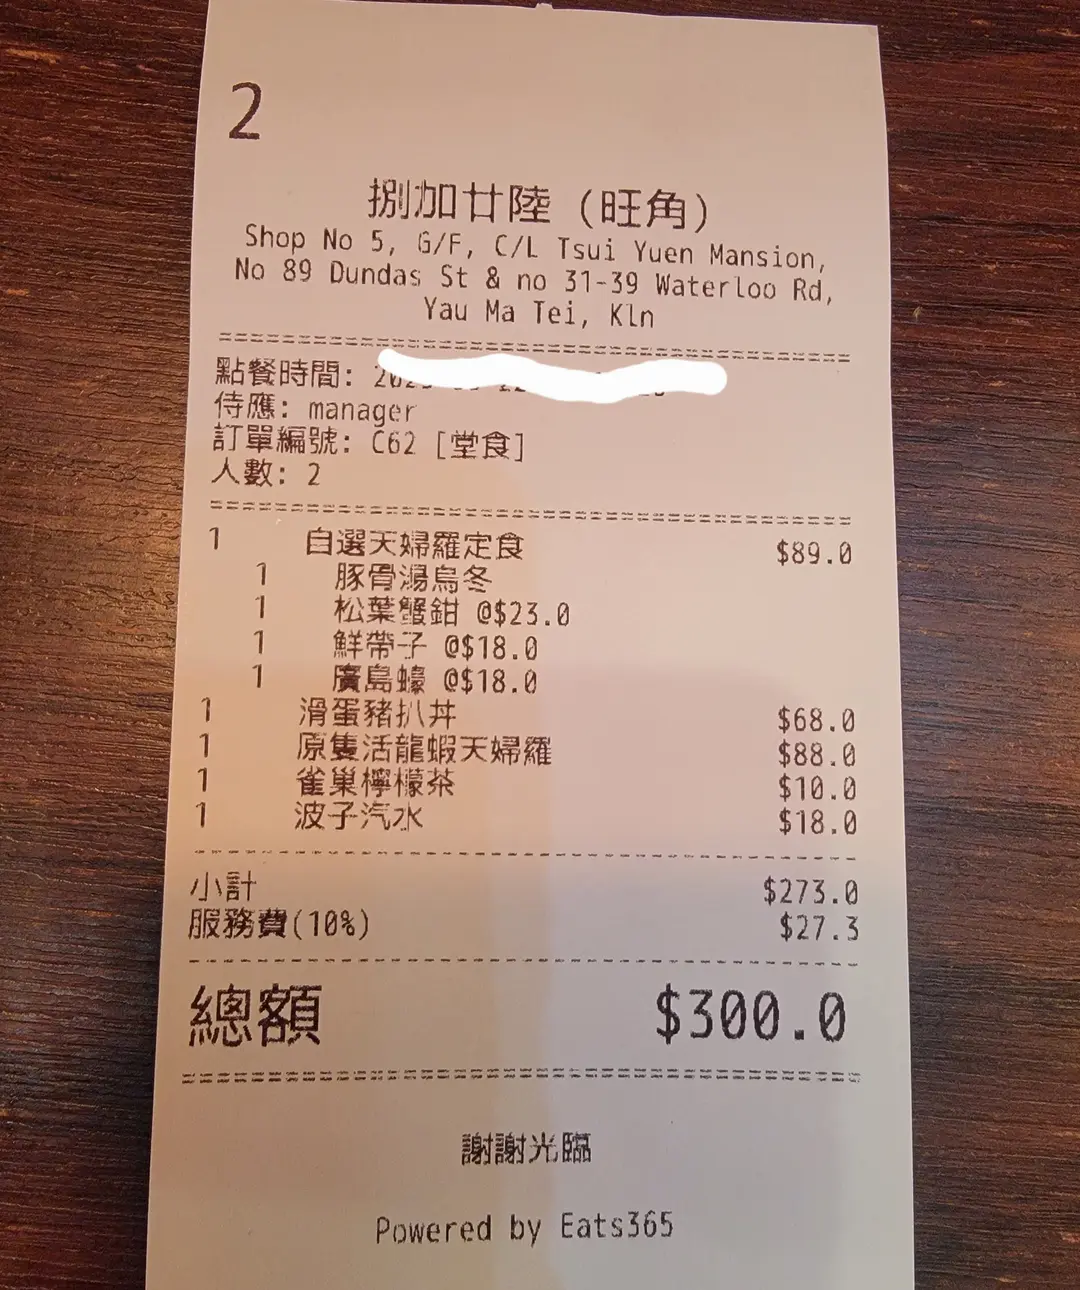 2
捌加廿陸 (旺角)
Shop No 5, G/F, C/L Tsui Yuen Mansion,
No 89 Dundas St & no 31-39 Waterloo Rd,
Yau Ma Tei, Kln
點餐時間:
侍應: manager
訂單編號: C62 [堂食]
人數: 2
1 自選天婦羅定食 $89.0
1 豚骨湯烏冬
1 松葉蟹鉗 @$23.0
1 鮮帶子 @$18.0
1 廣島蠔 @$18.0
1 滑蛋豬扒丼 $68.0
1 原隻活龍蝦天婦羅 $88.0
1 雀巢檸檬茶 $10.0
1 波子汽水 $18.0
小計 $273.0
服務費(10%) $27.3
總額 $300.0
謝謝光臨
Powered by Eats365